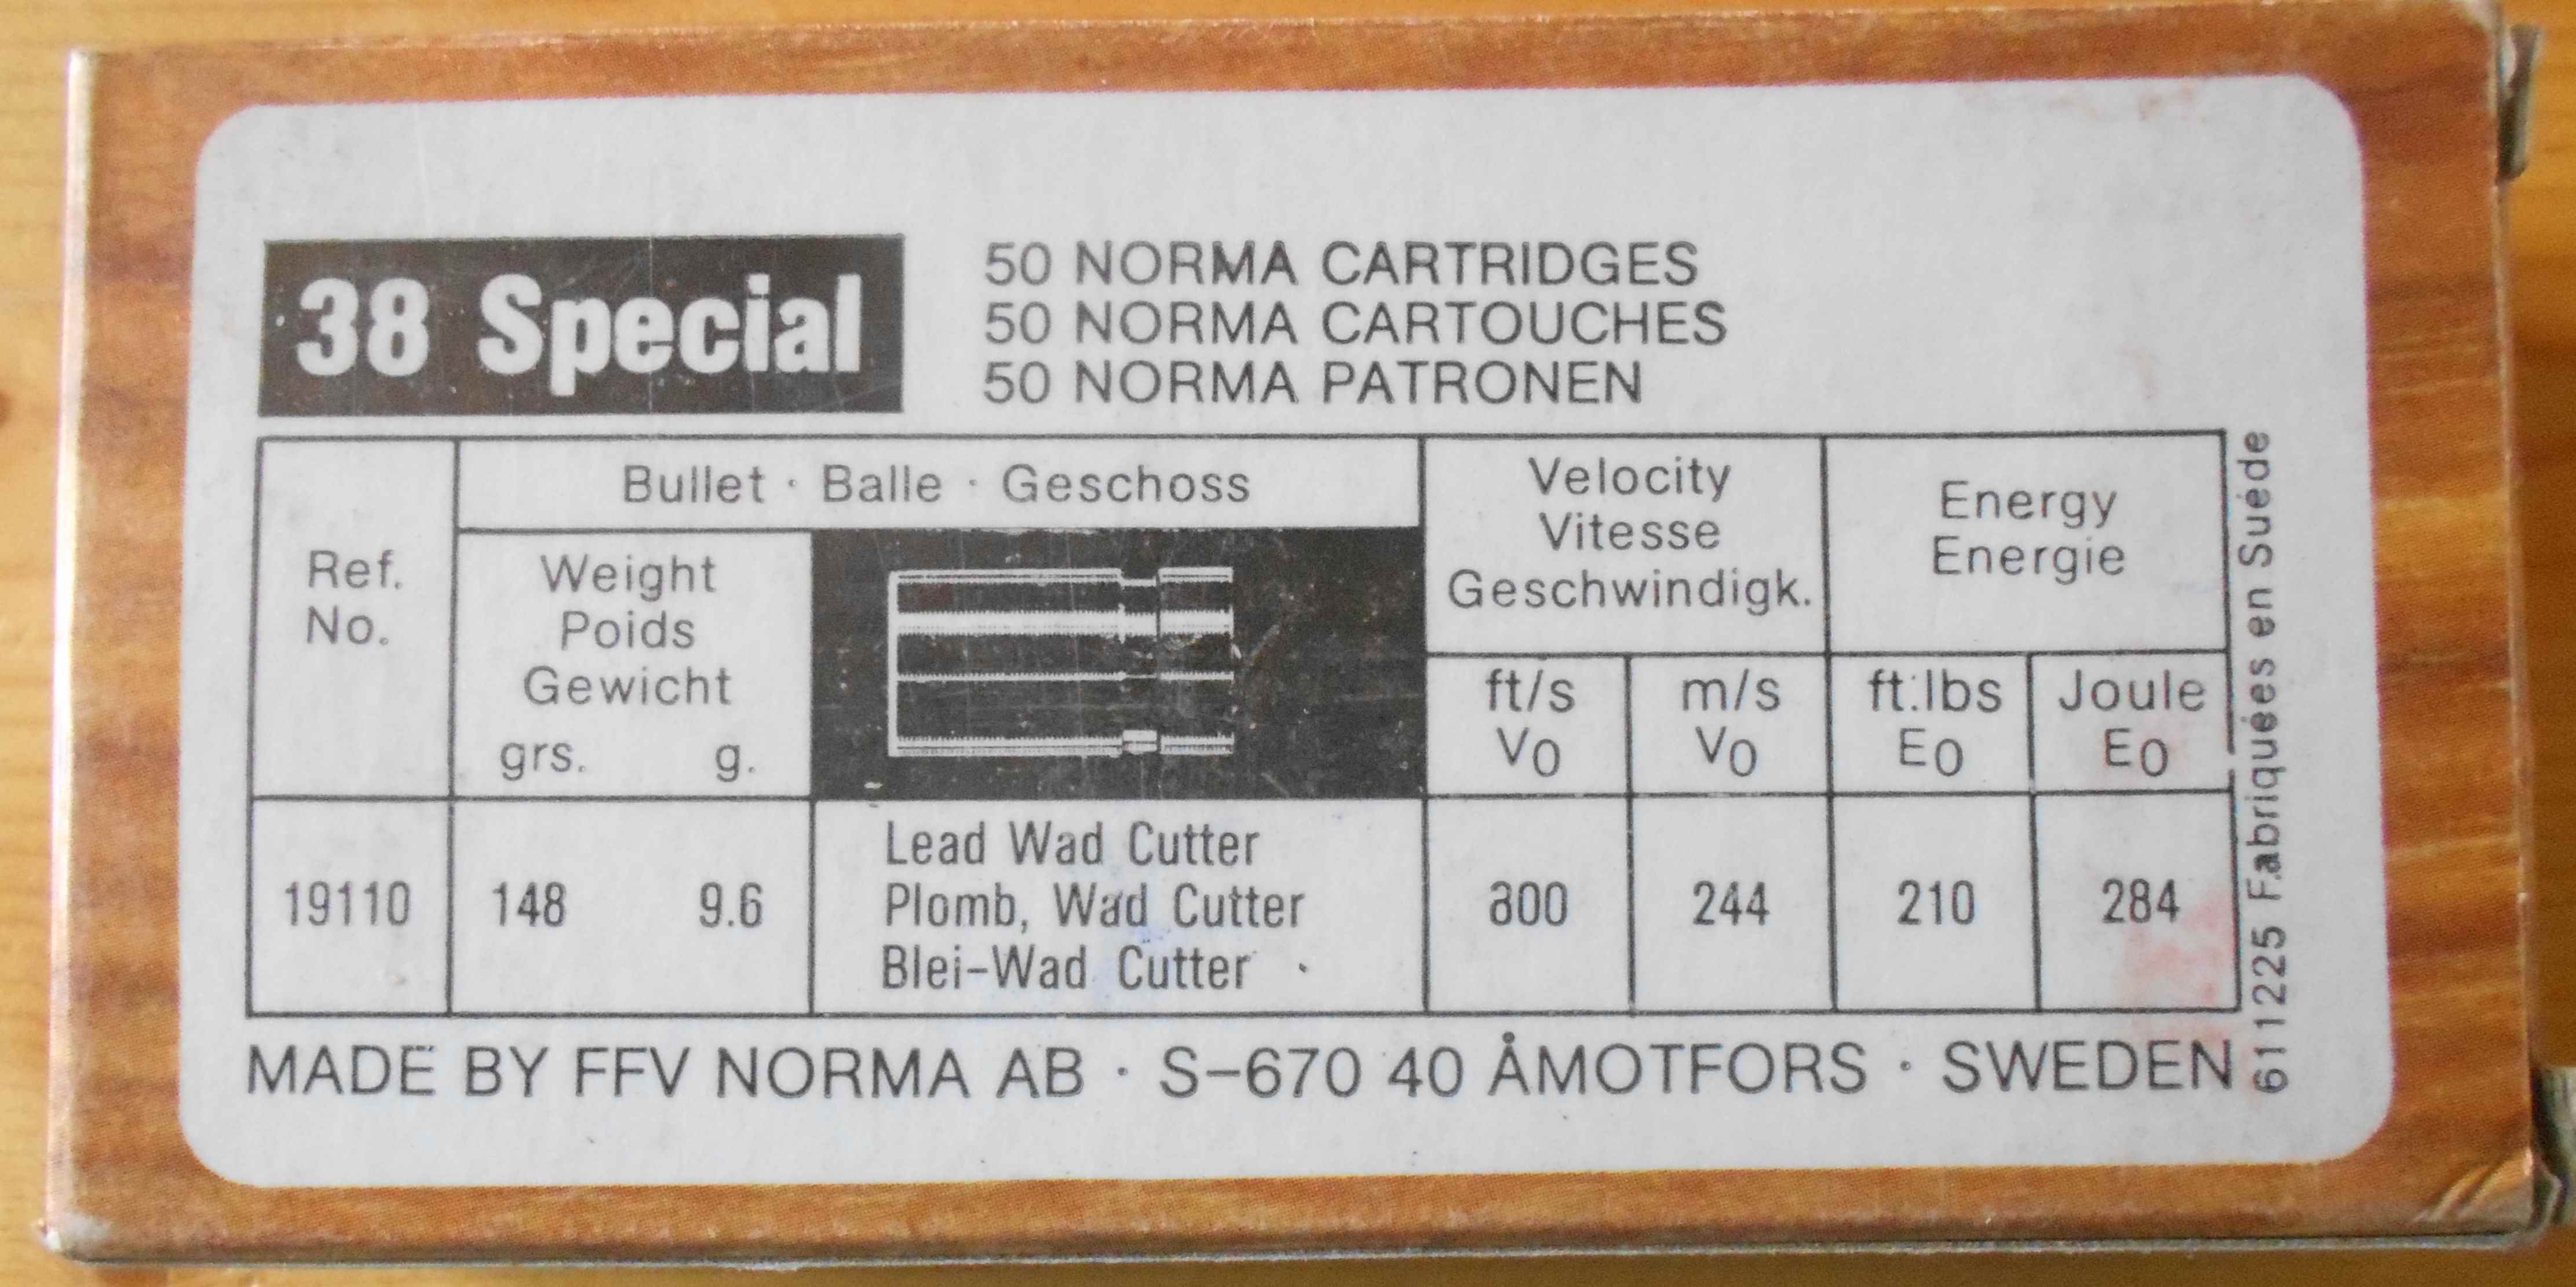 38 Special
50 NORMA CARTRIDGES
50 NORMA CARTOUCHES
50 NORMA PATRONEN
Ref.
No.
Bullet · Balle · Geschoss
Weight
Poids
Gewicht
grs. g.
Velocity
Vitesse
Geschwindigk.
ft/s
V0
m/s
V0
Energy
Energie
ft.lbs
E0
Joule
E0
19110
148 9.6
Lead Wad Cutter
Plomb, Wad Cutter
Blei-Wad Cutter
800
244
210
284
MADE BY FFV NORMA AB · S-670 40 ÅMOTFORS · SWEDEN
611225 Fabriquées en Suéde